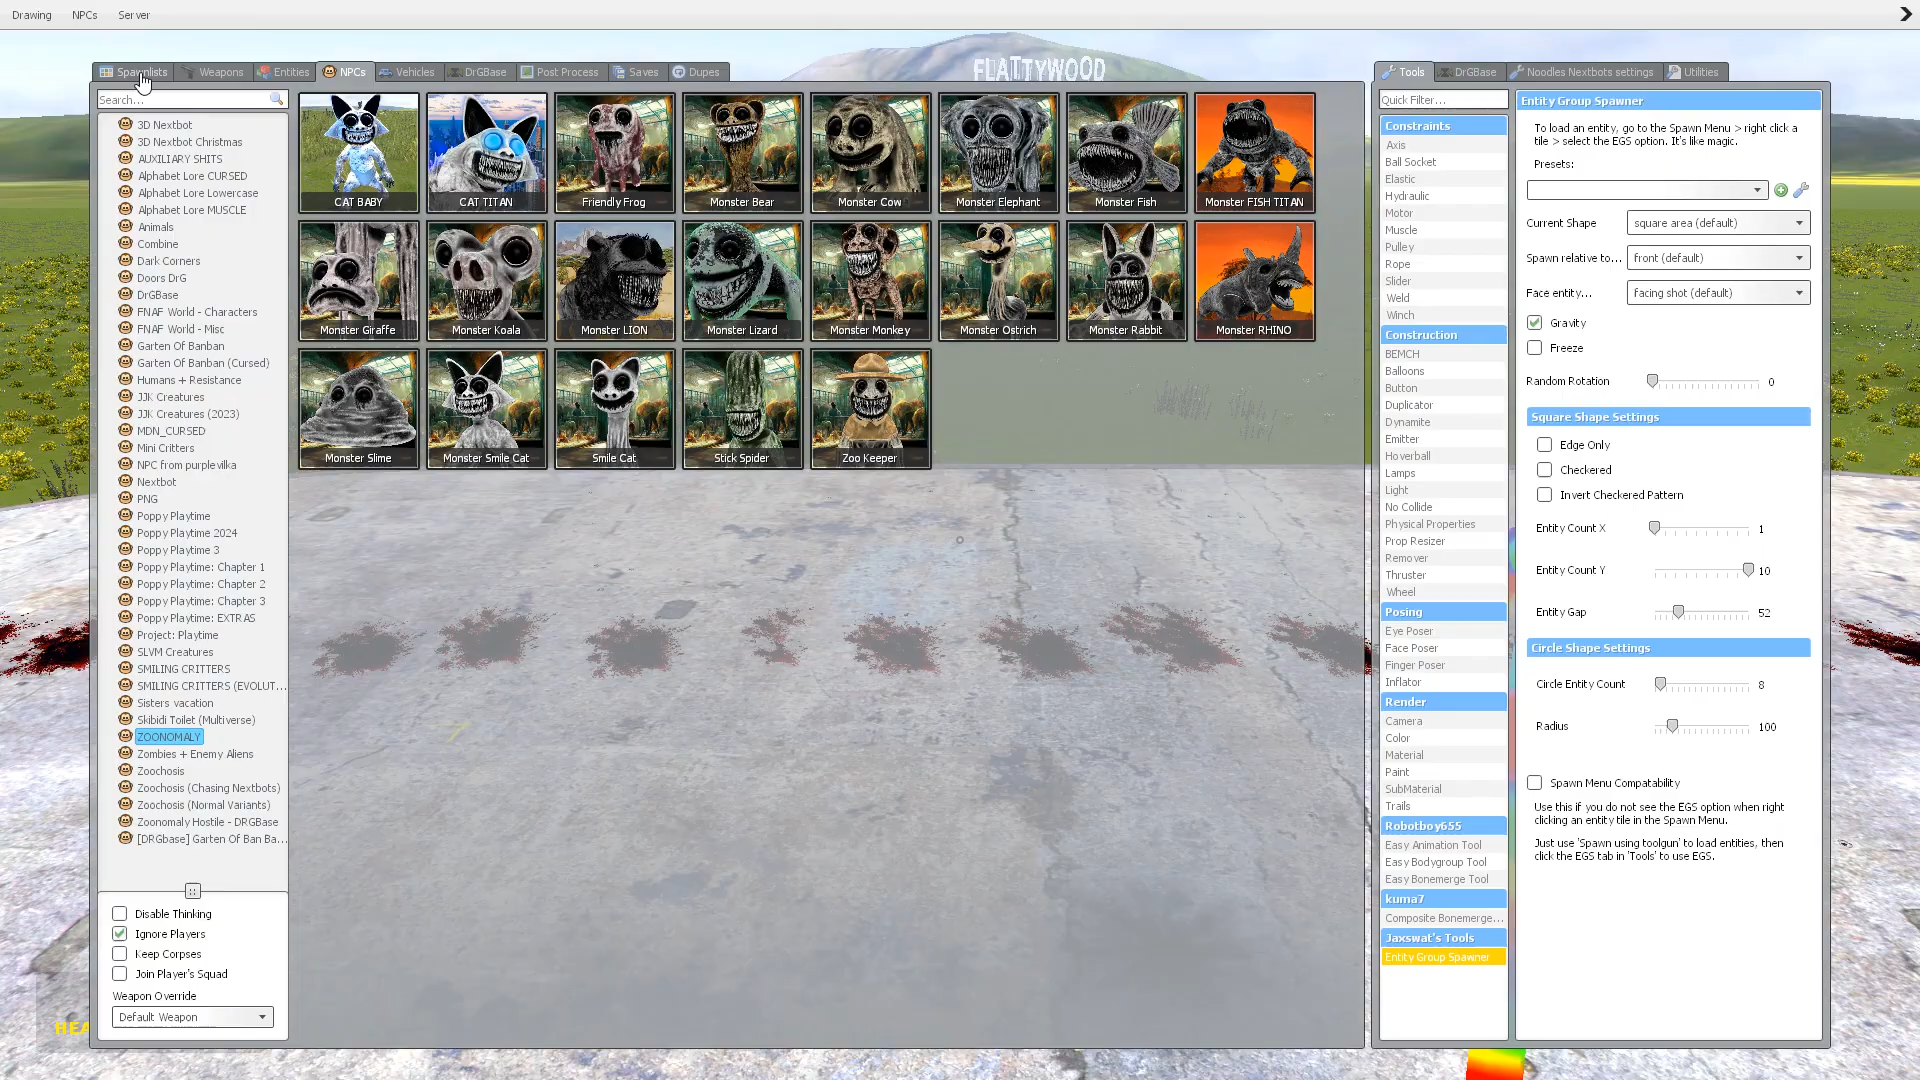 Drawing NPCs Server
FLATTYWOOD
Spawnlists Weapons Entities NPCs Vehicles DrGBase Post Process Saves Dupes
Search...
3D Nextbot
3D Nextbot Christmas
AUXILIARY SHITS
Alphabet Lore CURSED
Alphabet Lore Lowercase
Alphabet Lore MUSCLE
Animals
Combine
Dark Corners
Doors DrG
DrGBase
FNAF World - Characters
FNAF World - Misc
Garten Of Banban
Garten Of Banban (Cursed)
Humans + Resistance
JJK Creatures
JJK Creatures (2023)
MDN_CURSED
Mini Critters
NPC from purplevilka
Nextbot
PNG
Poppy Playtime
Poppy Playtime 2024
Poppy Playtime 3
Poppy Playtime: Chapter 1
Poppy Playtime: Chapter 2
Poppy Playtime: Chapter 3
Poppy Playtime: EXTRAS
Project: Playtime
SLVM Creatures
SMILING CRITTERS
SMILING CRITTERS (EVOLUT...
Sisters vacation
Skibidi Toilet (Multiverse)
ZOONOMALY
Zombies + Enemy Aliens
Zoochosis
Zoochosis (Chasing Nextbots)
Zoochosis (Normal Variants)
Zoonomaly Hostile - DRGBase
[DRGbase] Garten Of Ban Ba...
Disable Thinking
Ignore Players
Keep Corpses
Join Player's Squad
Weapon Override
Default Weapon
HEA
CAT BABY CAT TITAN Friendly Frog Monster Bear Monster Cow Monster Elephant Monster Fish Monster FISH TITAN
Monster Giraffe Monster Koala Monster LION Monster Lizard Monster Monkey Monster Ostrich Monster Rabbit Monster RHINO
Monster Slime Monster Smile Cat Smile Cat Stick Spider Zoo Keeper
Tools DrGBase Noodles Nextbots settings Utilities
Quick Filter...
Constraints
Axis
Ball Socket
Elastic
Hydraulic
Motor
Muscle
Pulley
Rope
Slider
Weld
Winch
Construction
BEMCH
Balloons
Button
Duplicator
Dynamite
Emitter
Hoverball
Lamps
Light
No Collide
Physical Properties
Prop Resizer
Remover
Thruster
Wheel
Posing
Eye Poser
Face Poser
Finger Poser
Inflator
Render
Camera
Color
Material
Paint
SubMaterial
Trails
Robotboy655
Easy Animation Tool
Easy Bodygroup Tool
Easy Bonemerge Tool
kuma7
Composite Bonemerge...
Jaxswat's Tools
Entity Group Spawner
Entity Group Spawner
To load an entity, go to the Spawn Menu > right click a
tile > select the EGS option. It's like magic.
Presets:
Current Shape square area (default)
Spawn relative to... front (default)
Face entity... facing shot (default)
Gravity
Freeze
Random Rotation 0
Square Shape Settings
Edge Only
Checkered
Invert Checkered Pattern
Entity Count X 1
Entity Count Y 10
Entity Gap 52
Circle Shape Settings
Circle Entity Count 8
Radius 100
Spawn Menu Compatability
Use this if you do not see the EGS option when right
clicking an entity tile in the Spawn Menu.
Just use 'Spawn using toolgun' to load entities, then
click the EGS tab in 'Tools' to use EGS.